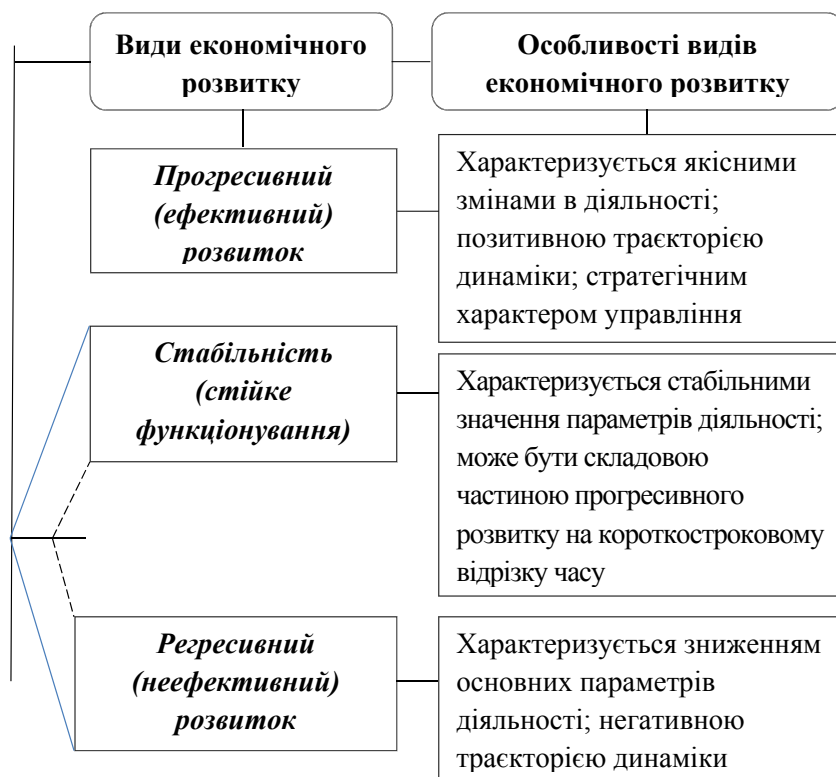 Види економічного
розвитку
Особливості видів
економічного розвитку
Прогресивний
(ефективний)
розвиток
Характеризується якісними
змінами в діяльності;
позитивною траєкторією
динаміки; стратегічним
характером управління
Стабільність
(стійке
функціонування)
Характеризується стабільними
значення параметрів діяльності;
може бути складовою
частиною прогресивного
розвитку на короткостроковому
відрізку часу
Регресивний
(неефективний)
розвиток
Характеризується зниженням
основних параметрів
діяльності; негативною
траєкторією динаміки